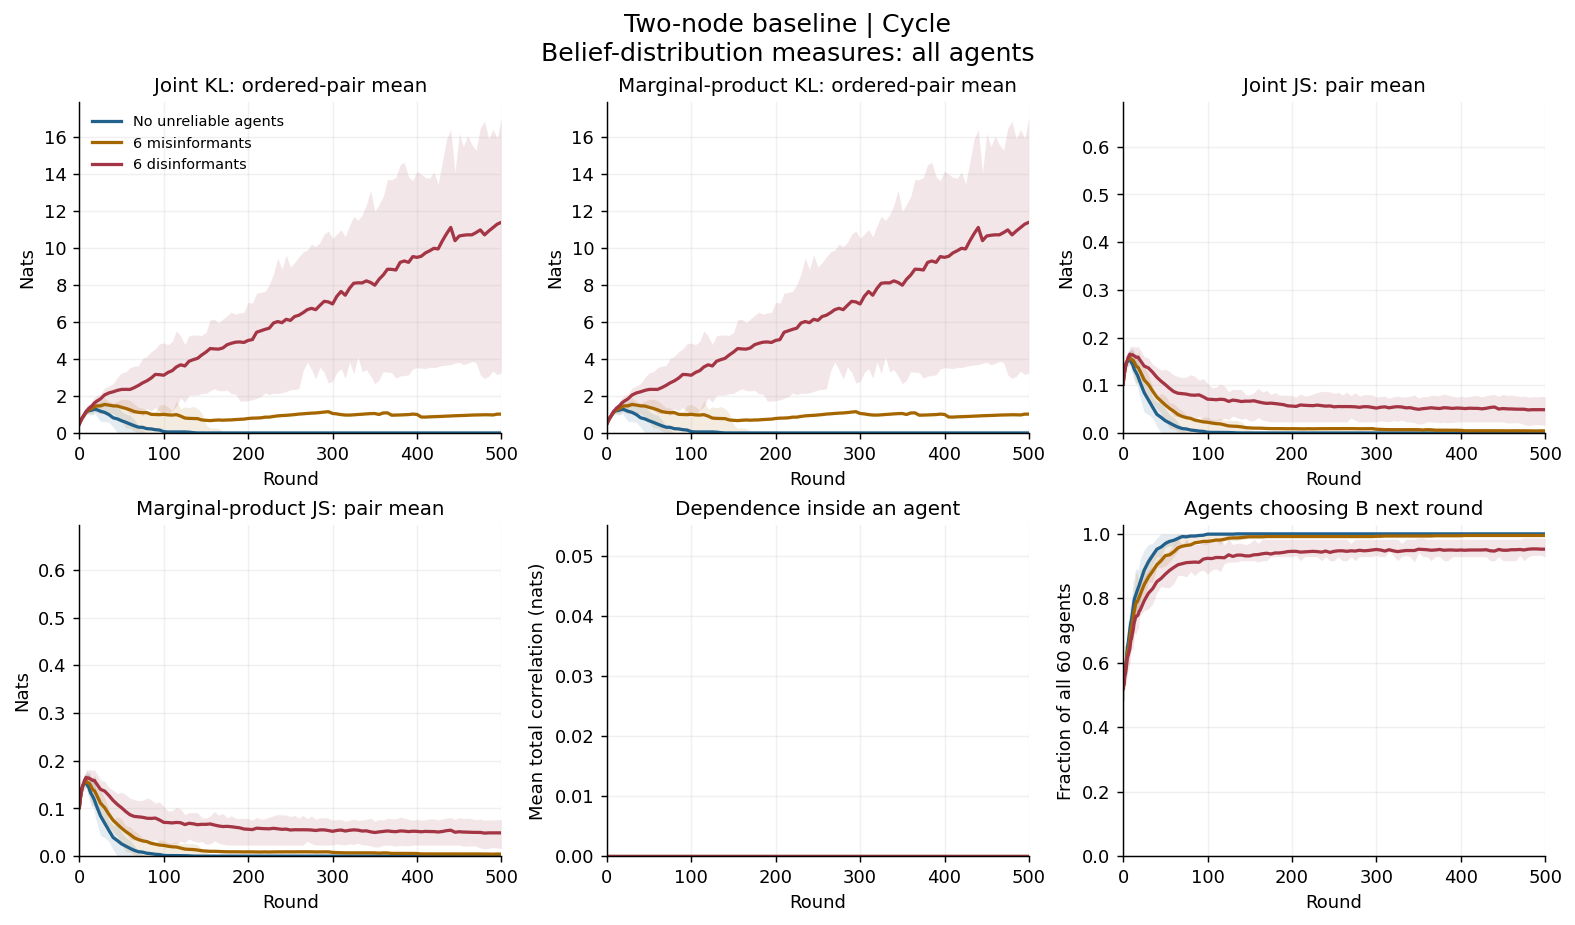 Two-node baseline | Cycle
Belief-distribution measures: all agents
Joint KL: ordered-pair mean
Nats
16
14
12
10
8
6
4
2
0
No unreliable agents
6 misinformants
6 disinformants
0 100 200 300 400 500
Round
Marginal-product KL: ordered-pair mean
Nats
16
14
12
10
8
6
4
2
0
0 100 200 300 400 500
Round
Joint JS: pair mean
Nats
0.6
0.5
0.4
0.3
0.2
0.1
0.0
0 100 200 300 400 500
Round
Marginal-product JS: pair mean
Nats
0.6
0.5
0.4
0.3
0.2
0.1
0.0
0 100 200 300 400 500
Round
Dependence inside an agent
Mean total correlation (nats)
0.05
0.04
0.03
0.02
0.01
0.00
0 100 200 300 400 500
Round
Agents choosing B next round
Fraction of all 60 agents
1.0
0.8
0.6
0.4
0.2
0.0
0 100 200 300 400 500
Round